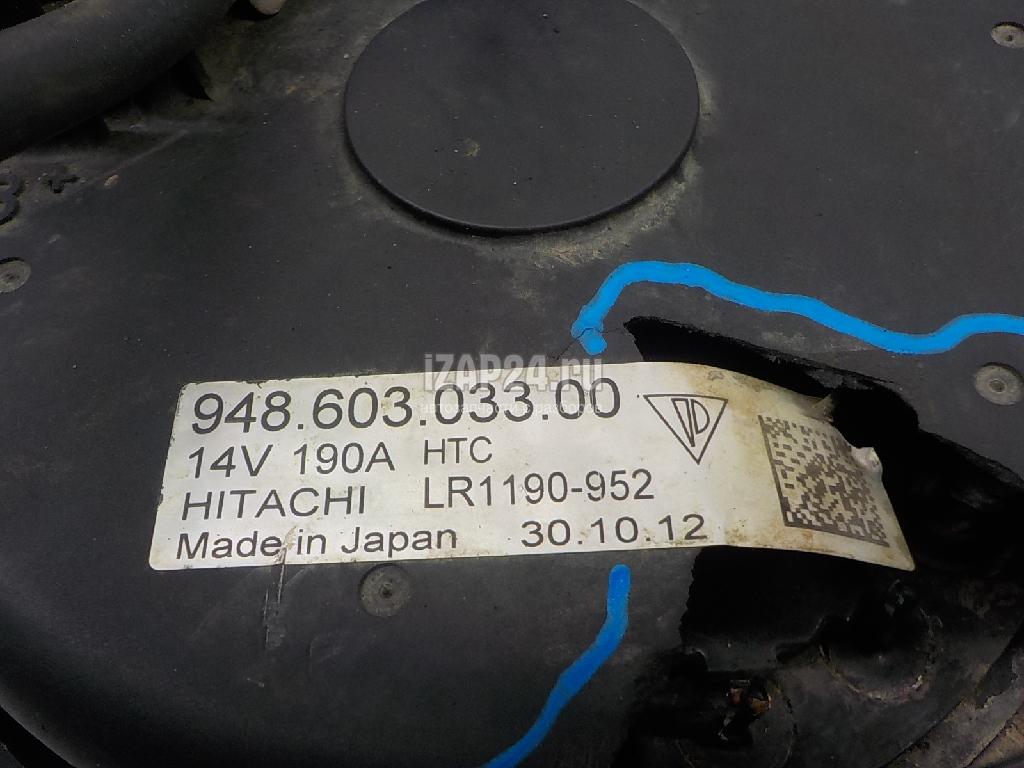 iZAP24.ru
948.603.033.00
14V 190A HTC
HITACHI LR1190-952
Made in Japan 30.10.12